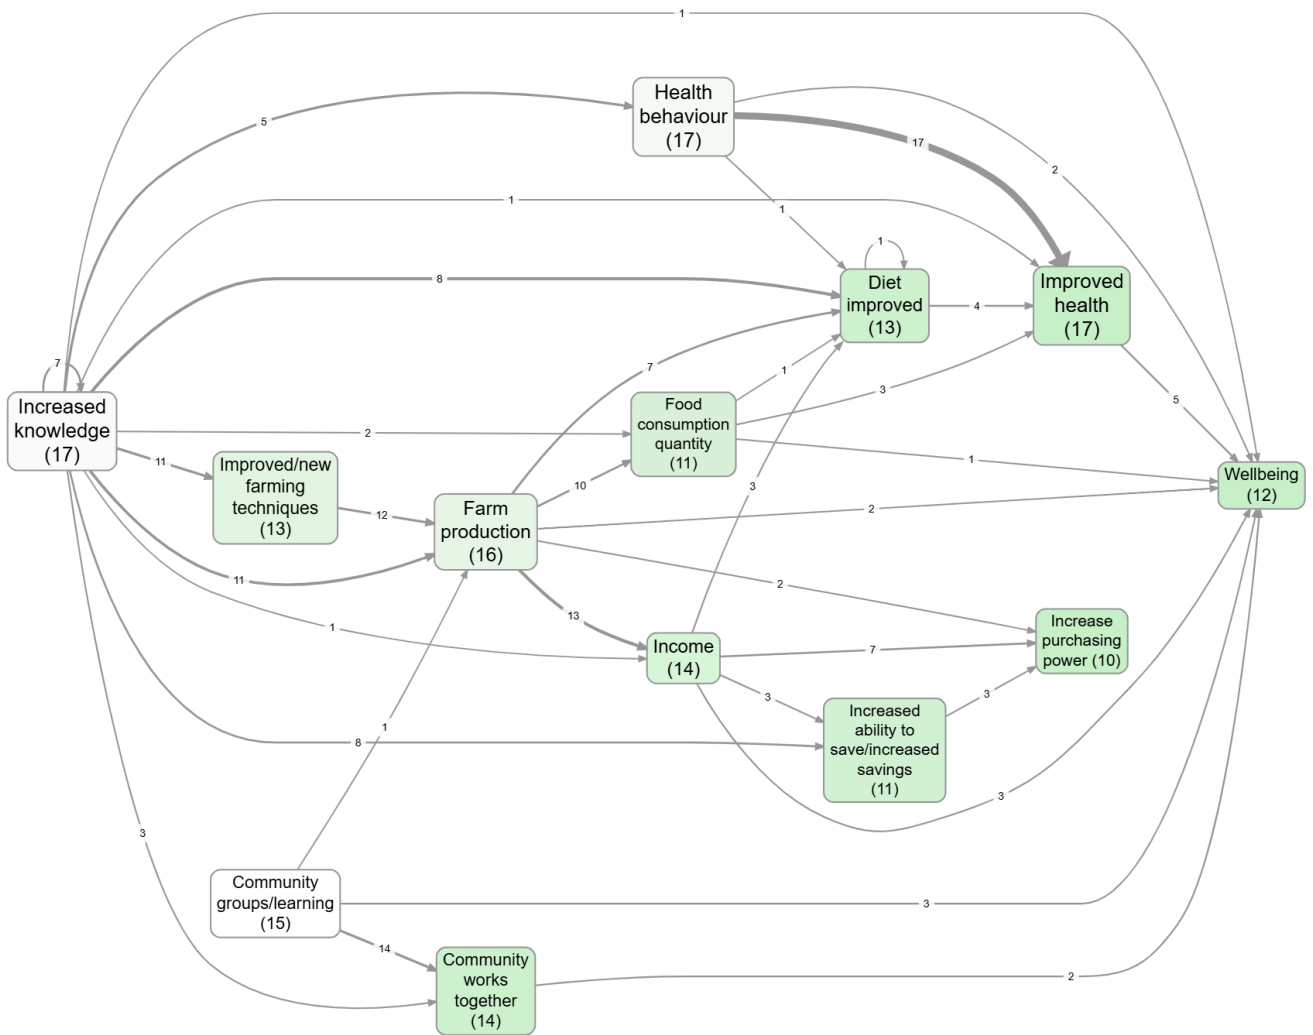 1
Health
behaviour
(17)
5
17
2
1
1
8
1
Diet
improved
(13)
4
Improved
health
(17)
7
Increased
knowledge
(17)
7
1
3
5
2
Food
consumption
quantity
(11)
1
Wellbeing
(12)
11
Improved/new
farming
techniques
(13)
12
10
3
Farm
production
(16)
2
11
2
13
1
Income
(14)
7
Increase
purchasing
power (10)
3
3
Increased
ability to
save/increased
savings
(11)
1
8
3
3
Community
groups/learning
(15)
3
14
Community
works
together
(14)
2